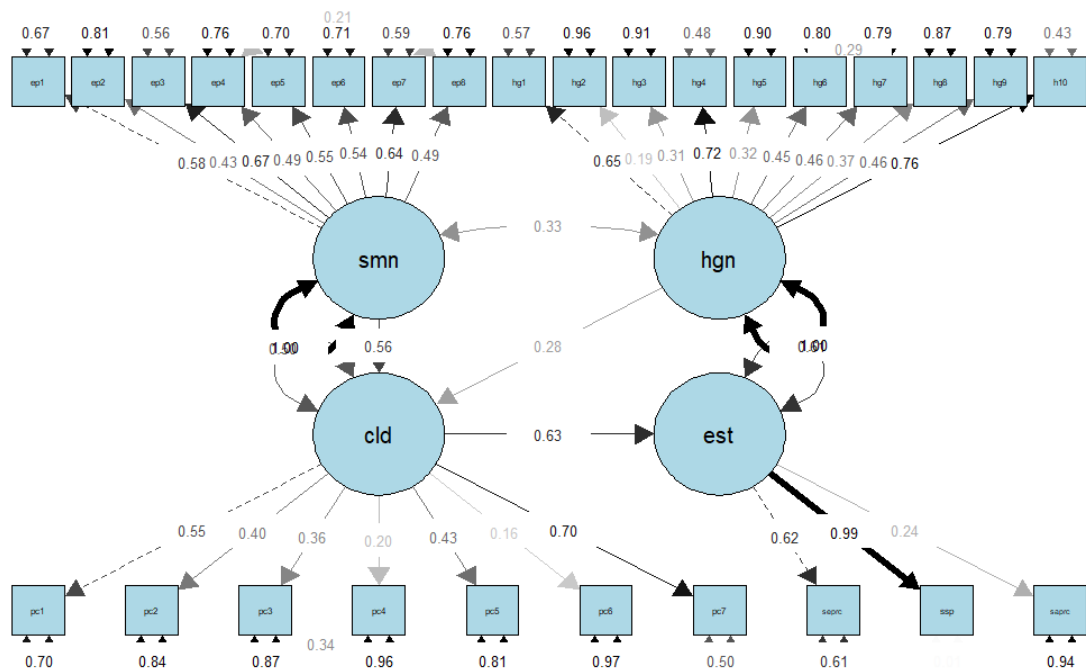 0.21
0.67 0.81 0.56 0.76 0.70 0.71 0.59 0.76 0.57 0.96 0.91 0.48 0.90 0.80 0.79 0.87 0.79 0.43
0.29
ep1 ep2 ep3 ep4 ep5 ep6 ep7 ep8 hg1 hg2 hg3 hg4 hg5 hg6 hg7 hg8 hg9 h10
0.58 0.43 0.67 0.49 0.55 0.54 0.64 0.49 0.65 0.19 0.31 0.72 0.32 0.45 0.46 0.37 0.46 0.76
0.33
smn hgn
1.00 0.56 0.28 1.00
cld 0.63 est
0.55 0.40 0.36 0.20 0.43 0.16 0.70 0.62 0.99 0.24
pc1 pc2 pc3 pc4 pc5 pc6 pc7 seprc ssp saprc
0.34
0.70 0.84 0.87 0.96 0.81 0.97 0.50 0.61 0.94